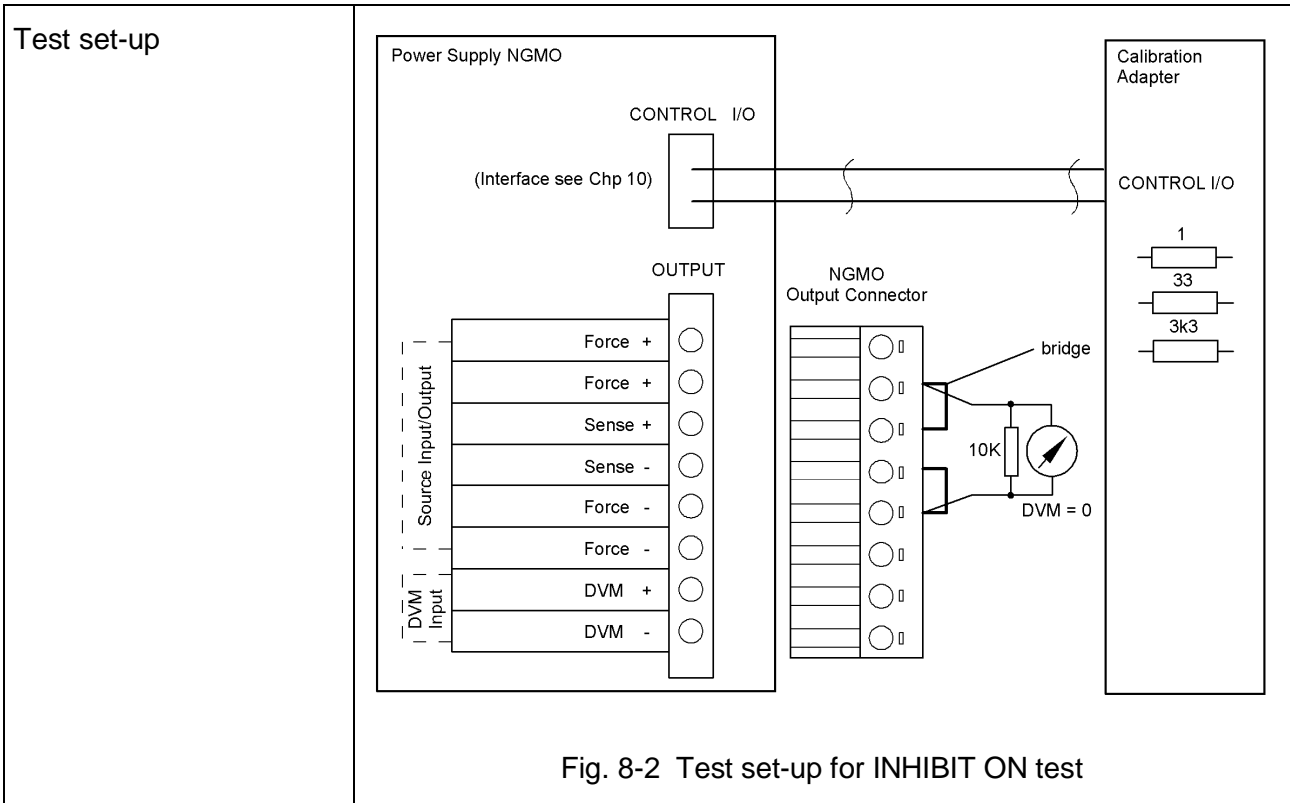 Test set-up
Power Supply NGMO
CONTROL I/O
(Interface see Chp 10)
OUTPUT
Force +
Force +
Sense +
Sense -
Force -
Force -
DVM +
DVM -
Source Input/Output
DVM
Input
NGMO
Output Connector
bridge
10K
DVM = 0
Calibration
Adapter
CONTROL I/O
1
33
3k3
Fig. 8-2 Test set-up for INHIBIT ON test